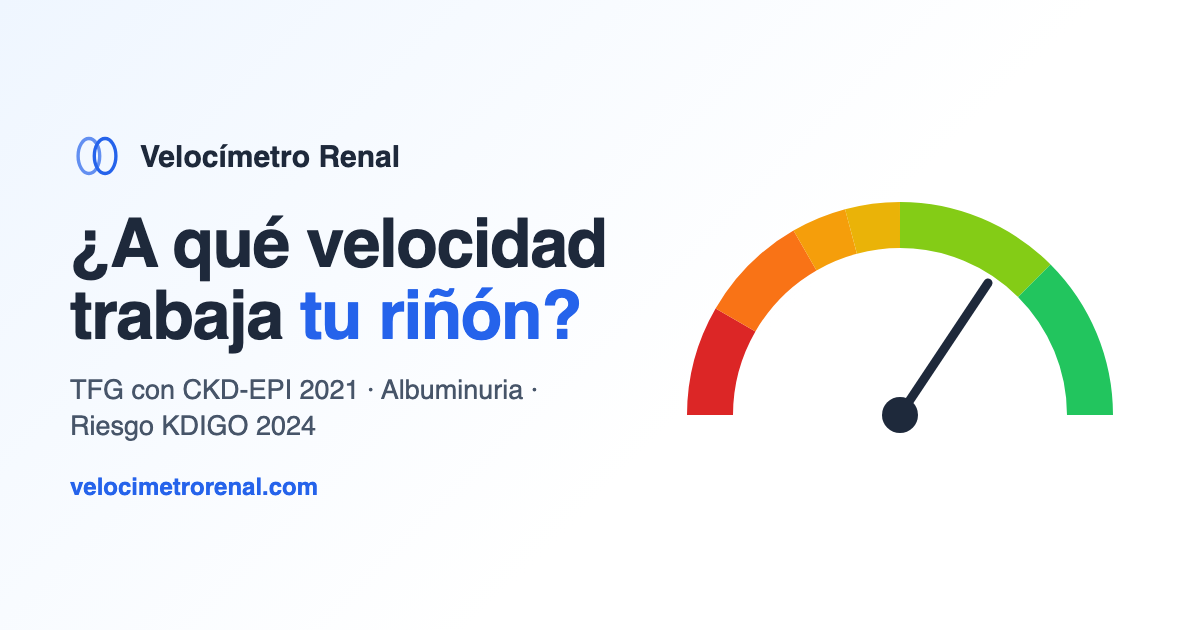 Velocímetro Renal
¿A qué velocidad
trabaja tu riñón?
TFG con CKD-EPI 2021 · Albuminuria ·
Riesgo KDIGO 2024
velocimetrorenal.com